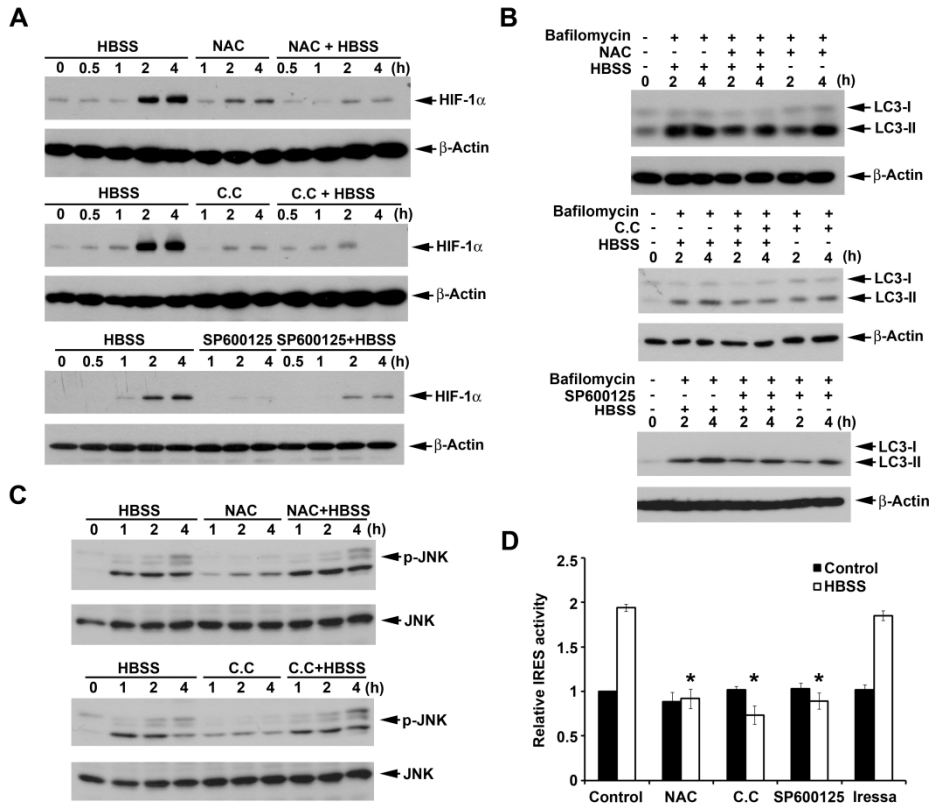 A
HBSS NAC NAC + HBSS
0 0.5 1 2 4 1 2 4 0.5 1 2 4 (h)
HIF-1α
β-Actin
HBSS C.C C.C + HBSS
0 0.5 1 2 4 1 2 4 0.5 1 2 4 (h)
HIF-1α
β-Actin
HBSS SP600125 SP600125+HBSS
0 0.5 1 2 4 1 2 4 0.5 1 2 4 (h)
HIF-1α
β-Actin
B
Bafilomycin - + + + + + +
NAC - - - + + + +
HBSS - + + + + - -
0 2 4 2 4 2 4 (h)
LC3-I
LC3-II
β-Actin
Bafilomycin - + + + + + +
C.C - - - + + + +
HBSS - + + + + - -
0 2 4 2 4 2 4 (h)
LC3-I
LC3-II
β-Actin
Bafilomycin - + + + + + +
SP600125 - - - + + + +
HBSS - + + + + - -
0 2 4 2 4 2 4 (h)
LC3-I
LC3-II
β-Actin
C
HBSS NAC NAC+HBSS
0 1 2 4 1 2 4 1 2 4 (h)
p-JNK
JNK
HBSS C.C C.C+HBSS
0 1 2 4 1 2 4 1 2 4 (h)
p-JNK
JNK
D
Relative IRES activity
2.5
2
1.5
1
0.5
0
Control
HBSS
* * *
Control NAC C.C SP600125 Iressa